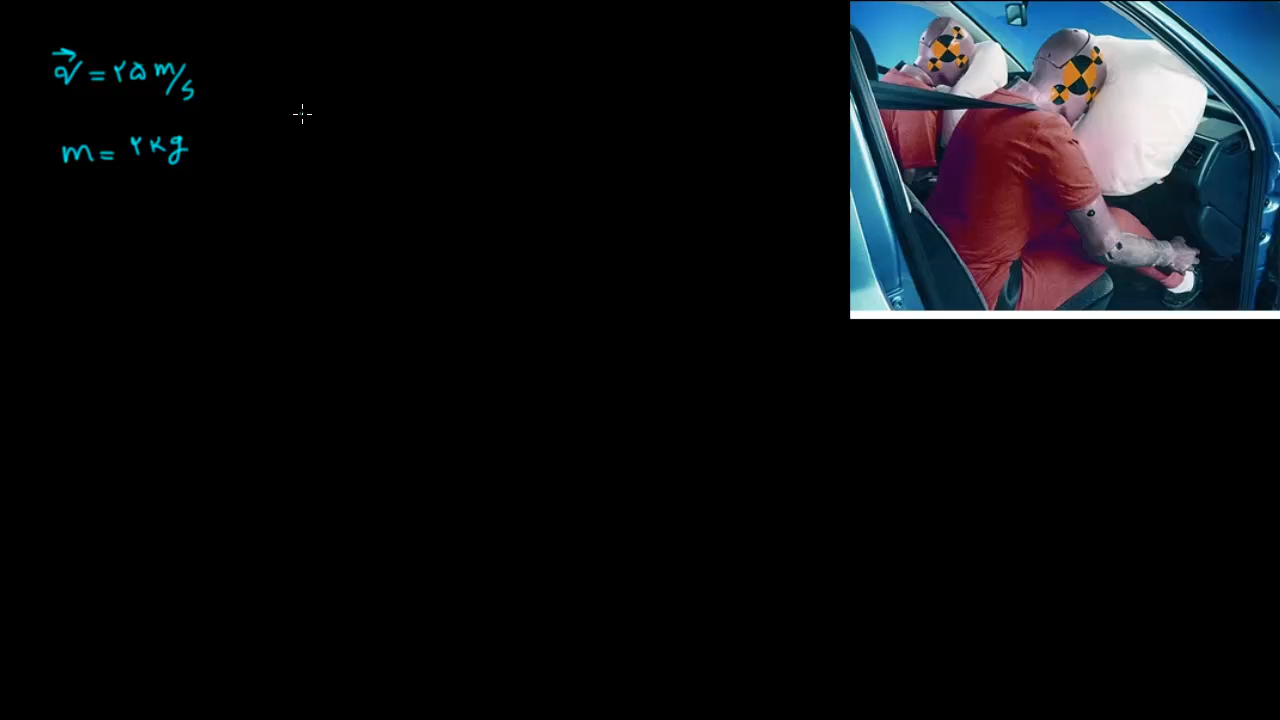 v⃗ = ۲۵ m/s
m = ۲ kg